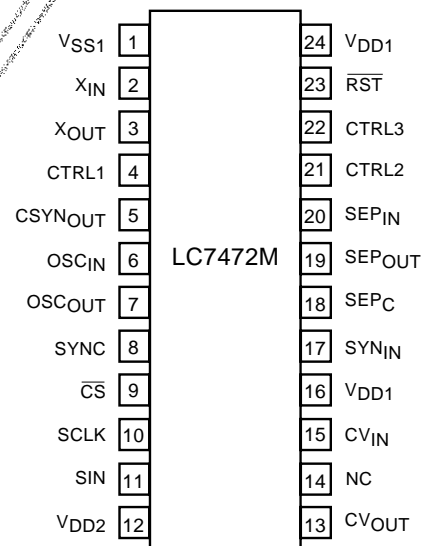 VSS1 1 24 VDD1
XIN 2 23 RST
XOUT 3 22 CTRL3
CTRL1 4 21 CTRL2
CSYNOUT 5 20 SEPIN
OSCIN 6 LC7472M 19 SEPOUT
OSCOUT 7 18 SEPC
SYNC 8 17 SYNIN
CS 9 16 VDD1
SCLK 10 15 CVIN
SIN 11 14 NC
VDD2 12 13 CVOUT